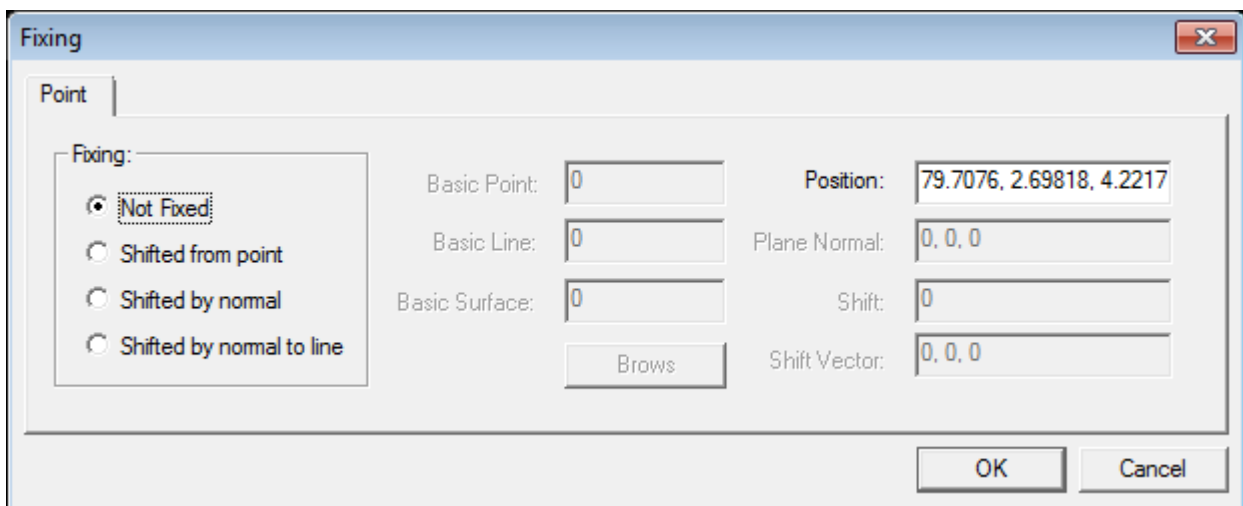 Fixing
Point
Fixing:
Not Fixed
Shifted from point
Shifted by normal
Shifted by normal to line
Basic Point: 0
Basic Line: 0
Basic Surface: 0
Brows
Position: 79.7076, 2.69818, 4.2217
Plane Normal: 0, 0, 0
Shift: 0
Shift Vector: 0, 0, 0
OK Cancel